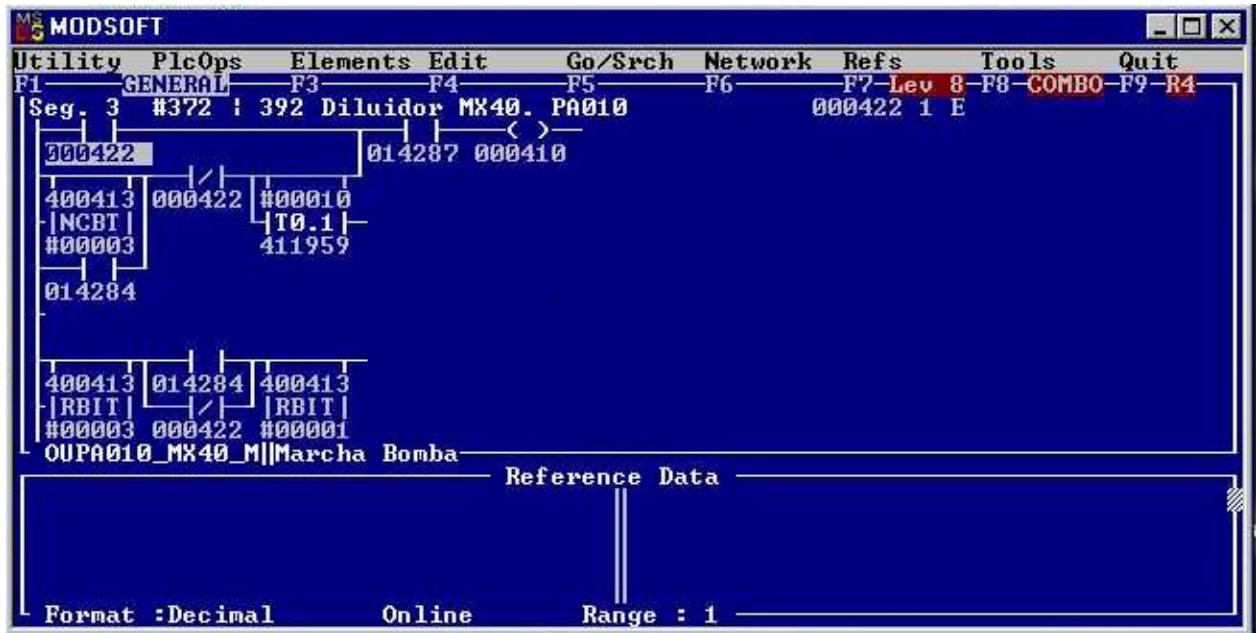 MODSOFT
Utility PlcOps Elements Edit Go/Srch Network Refs Tools Quit
F1 GENERAL F3 F4 F5 F6 F7 Lev 8 F8 COMBO F9 R4
Seg. 3 #372 ¦ 392 Diluidor MX40. PA010 000422 1 E
000422 014287 000410
400413 000422 #00010
NCBT T0.1
#00003 411959
014284
400413 014284 400413
RBIT RBIT
#00003 000422 #00001
OUPA010_MX40_M||Marcha Bomba
Reference Data
Format :Decimal Online Range : 1